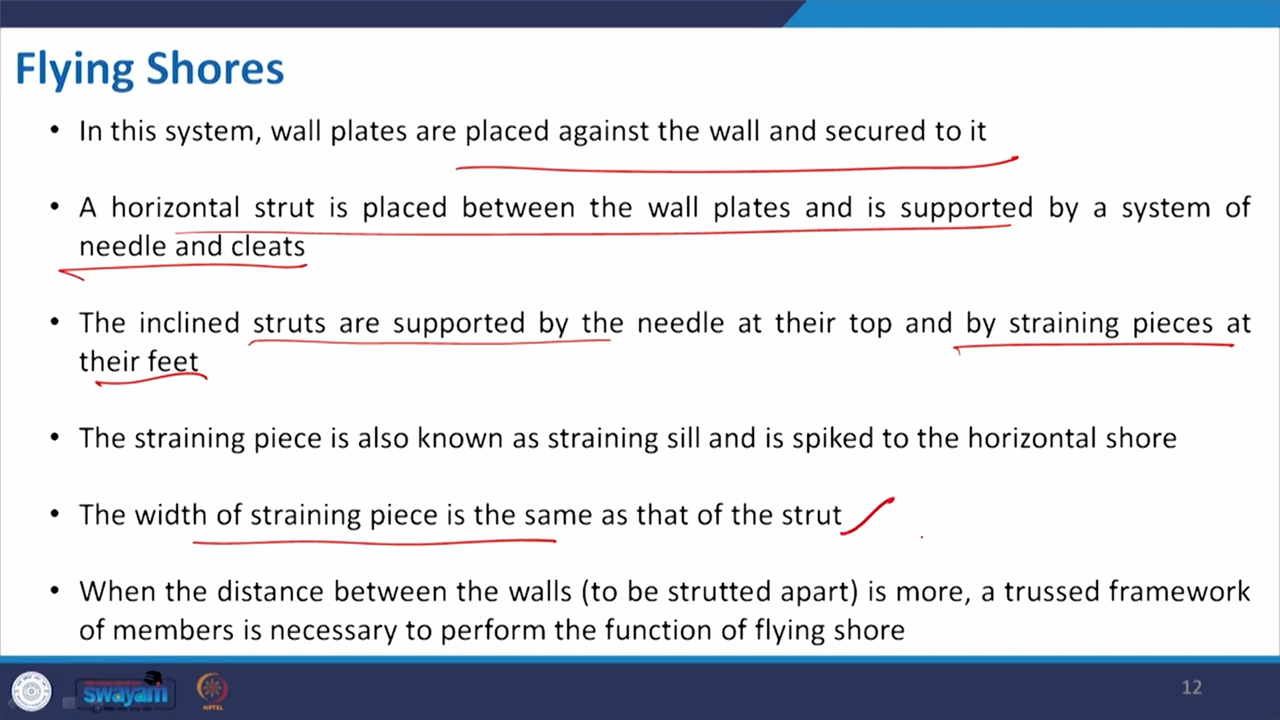 Flying Shores
• In this system, wall plates are placed against the wall and secured to it
• A horizontal strut is placed between the wall plates and is supported by a system of
needle and cleats
• The inclined struts are supported by the needle at their top and by straining pieces at
their feet
• The straining piece is also known as straining sill and is spiked to the horizontal shore
• The width of straining piece is the same as that of the strut
• When the distance between the walls (to be strutted apart) is more, a trussed framework
of members is necessary to perform the function of flying shore
swayam
NPTEL
12